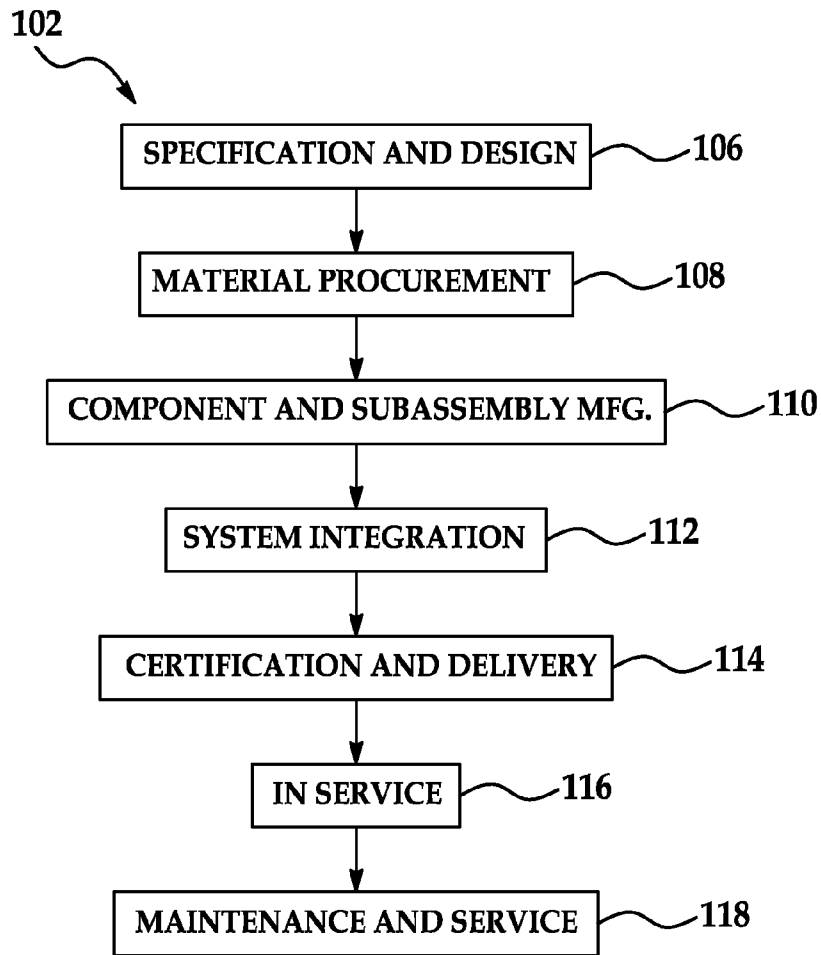 102
SPECIFICATION AND DESIGN 106
MATERIAL PROCUREMENT 108
COMPONENT AND SUBASSEMBLY MFG. 110
SYSTEM INTEGRATION 112
CERTIFICATION AND DELIVERY 114
IN SERVICE 116
MAINTENANCE AND SERVICE 118